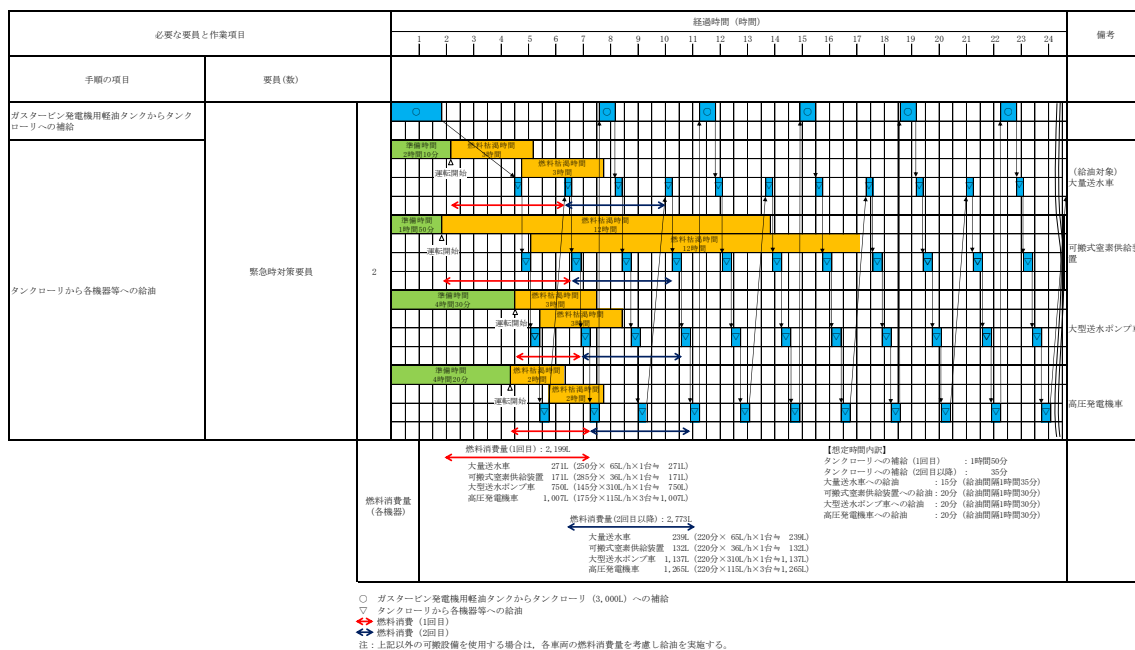 必要な要員と作業項目
経過時間（時間）
備考
1 2 3 4 5 6 7 8 9 10 11 12 13 14 15 16 17 18 19 20 21 22 23 24
手順の項目
要員(数)
ガスタービン発電機用軽油タンクからタンク
ローリへの補給
タンクローリから各機器等への給油
緊急時対策要員
2
準備時間
2時間10分
燃料枯渇時間
3時間
燃料枯渇時間
3時間
運転開始
（給油対象）
大量送水車
準備時間
1時間50分
燃料枯渇時間
12時間
燃料枯渇時間
12時間
運転開始
可搬式窒素供給装
置
準備時間
4時間30分
燃料枯渇時間
3時間
燃料枯渇時間
3時間
運転開始
大型送水ポンプ車
準備時間
4時間20分
燃料枯渇時間
2時間
燃料枯渇時間
2時間
運転開始
高圧発電機車
燃料消費量
(各機器)
燃料消費量(1回目)：2,199L
大量送水車 271L (250分× 65L/h×1台≒ 271L)
可搬式窒素供給装置 171L (285分× 36L/h×1台≒ 171L)
大型送水ポンプ車 750L (145分×310L/h×1台≒ 750L)
高圧発電機車 1,007L (175分×115L/h×3台≒1,007L)
燃料消費量(2回目以降)：2,773L
大量送水車 239L (220分× 65L/h×1台≒ 239L)
可搬式窒素供給装置 132L (220分× 36L/h×1台≒ 132L)
大型送水ポンプ車 1,137L (220分×310L/h×1台≒1,137L)
高圧発電機車 1,265L (220分×115L/h×3台≒1,265L)
【想定時間内訳】
タンクローリへの補給（1回目）：1時間50分
タンクローリへの補給（2回目以降）：35分
大量送水車への給油：15分（給油間隔1時間35分）
可搬式窒素供給装置への給油：20分（給油間隔1時間30分）
大型送水ポンプ車への給油：20分（給油間隔1時間30分）
高圧発電機車への給油：20分（給油間隔1時間30分）
○ ガスタービン発電機用軽油タンクからタンクローリ（3,000L）への補給
▽ タンクローリから各機器等への給油
燃料消費（1回目）
燃料消費（2回目）
注：上記以外の可搬設備を使用する場合は，各車両の燃料消費量を考慮し給油を実施する。